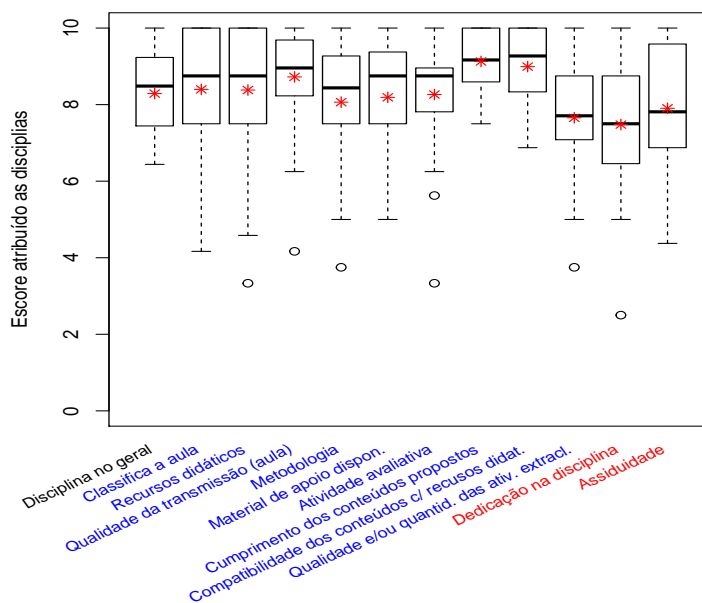 Escore atribuído as disciplias
10
8
6
4
2
0
Disciplina no geral
Classifica a aula
Recursos didáticos
Qualidade da transmissão (aula)
Metodologia
Material de apoio dispon.
Atividade avaliativa
Cumprimento dos conteúdos propostos
Compatibilidade dos conteúdos c/ recusos didat.
Qualidade e/ou quantid. das ativ. extracl.
Dedicação na disciplina
Assiduidade